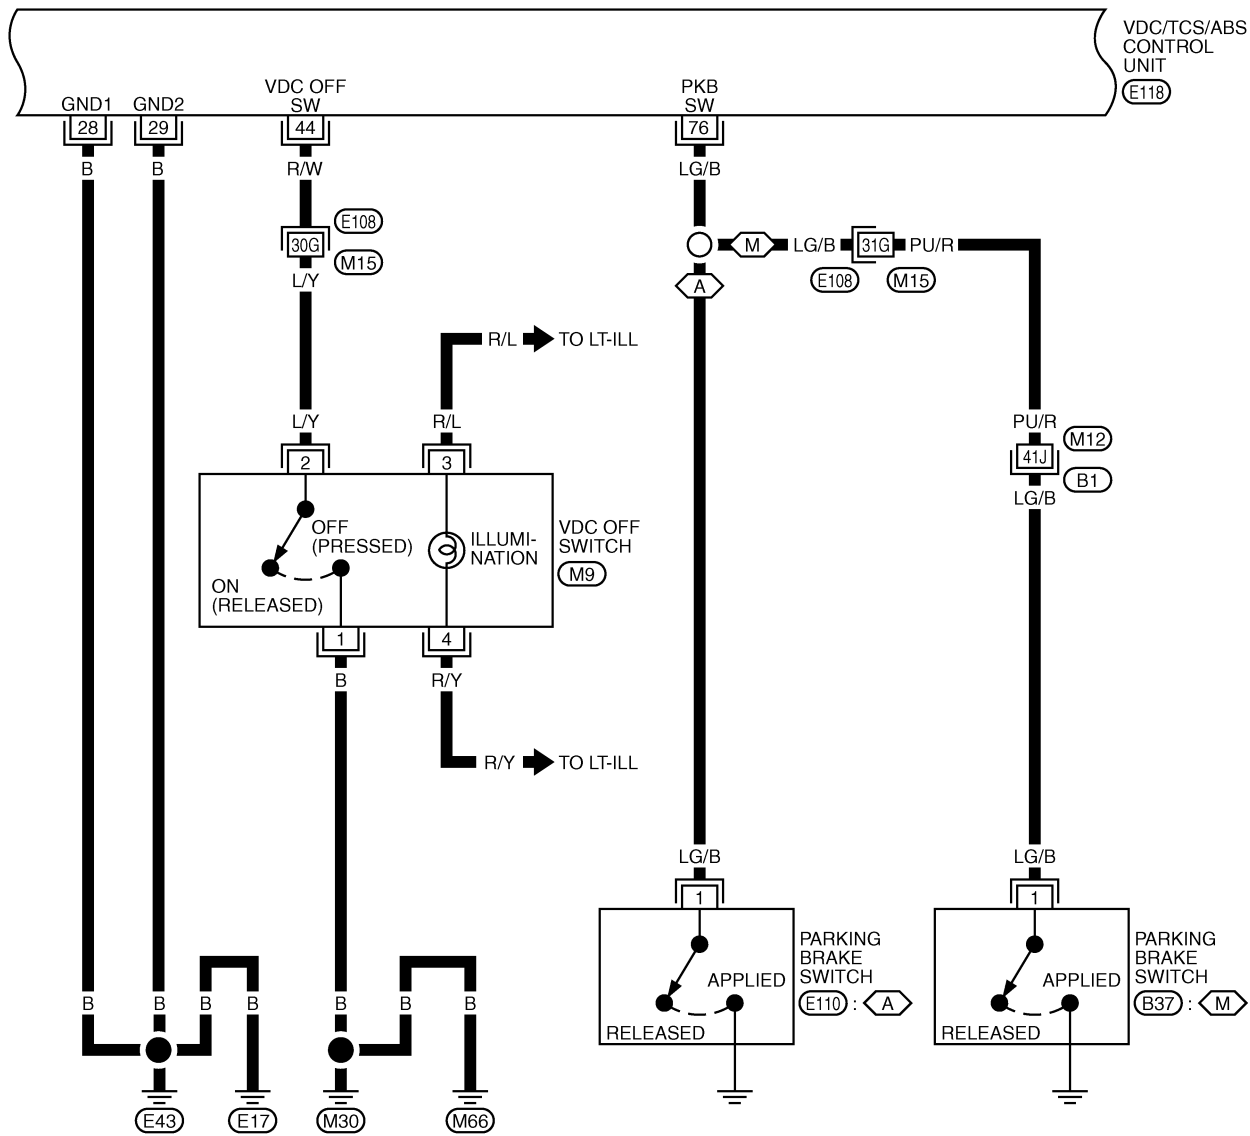 VDC/TCS/ABS
CONTROL
UNIT
E118
GND1
GND2
VDC OFF
SW
PKB
SW
28
29
44
76
B
B
R/W
LG/B
E108
30G
M15
L/Y
M
LG/B
31G
PU/R
E108
M15
A
R/L
TO LT-ILL
L/Y
R/L
PU/R
M12
41J
B1
LG/B
2
3
OFF
(PRESSED)
ON
(RELEASED)
ILLUMI-
NATION
VDC OFF
SWITCH
M9
1
4
B
R/Y
R/Y
TO LT-ILL
LG/B
LG/B
1
1
APPLIED
RELEASED
PARKING
BRAKE
SWITCH
E110 : A
APPLIED
RELEASED
PARKING
BRAKE
SWITCH
B37 : M
B
B
B
B
B
B
B
E43
E17
M30
M66